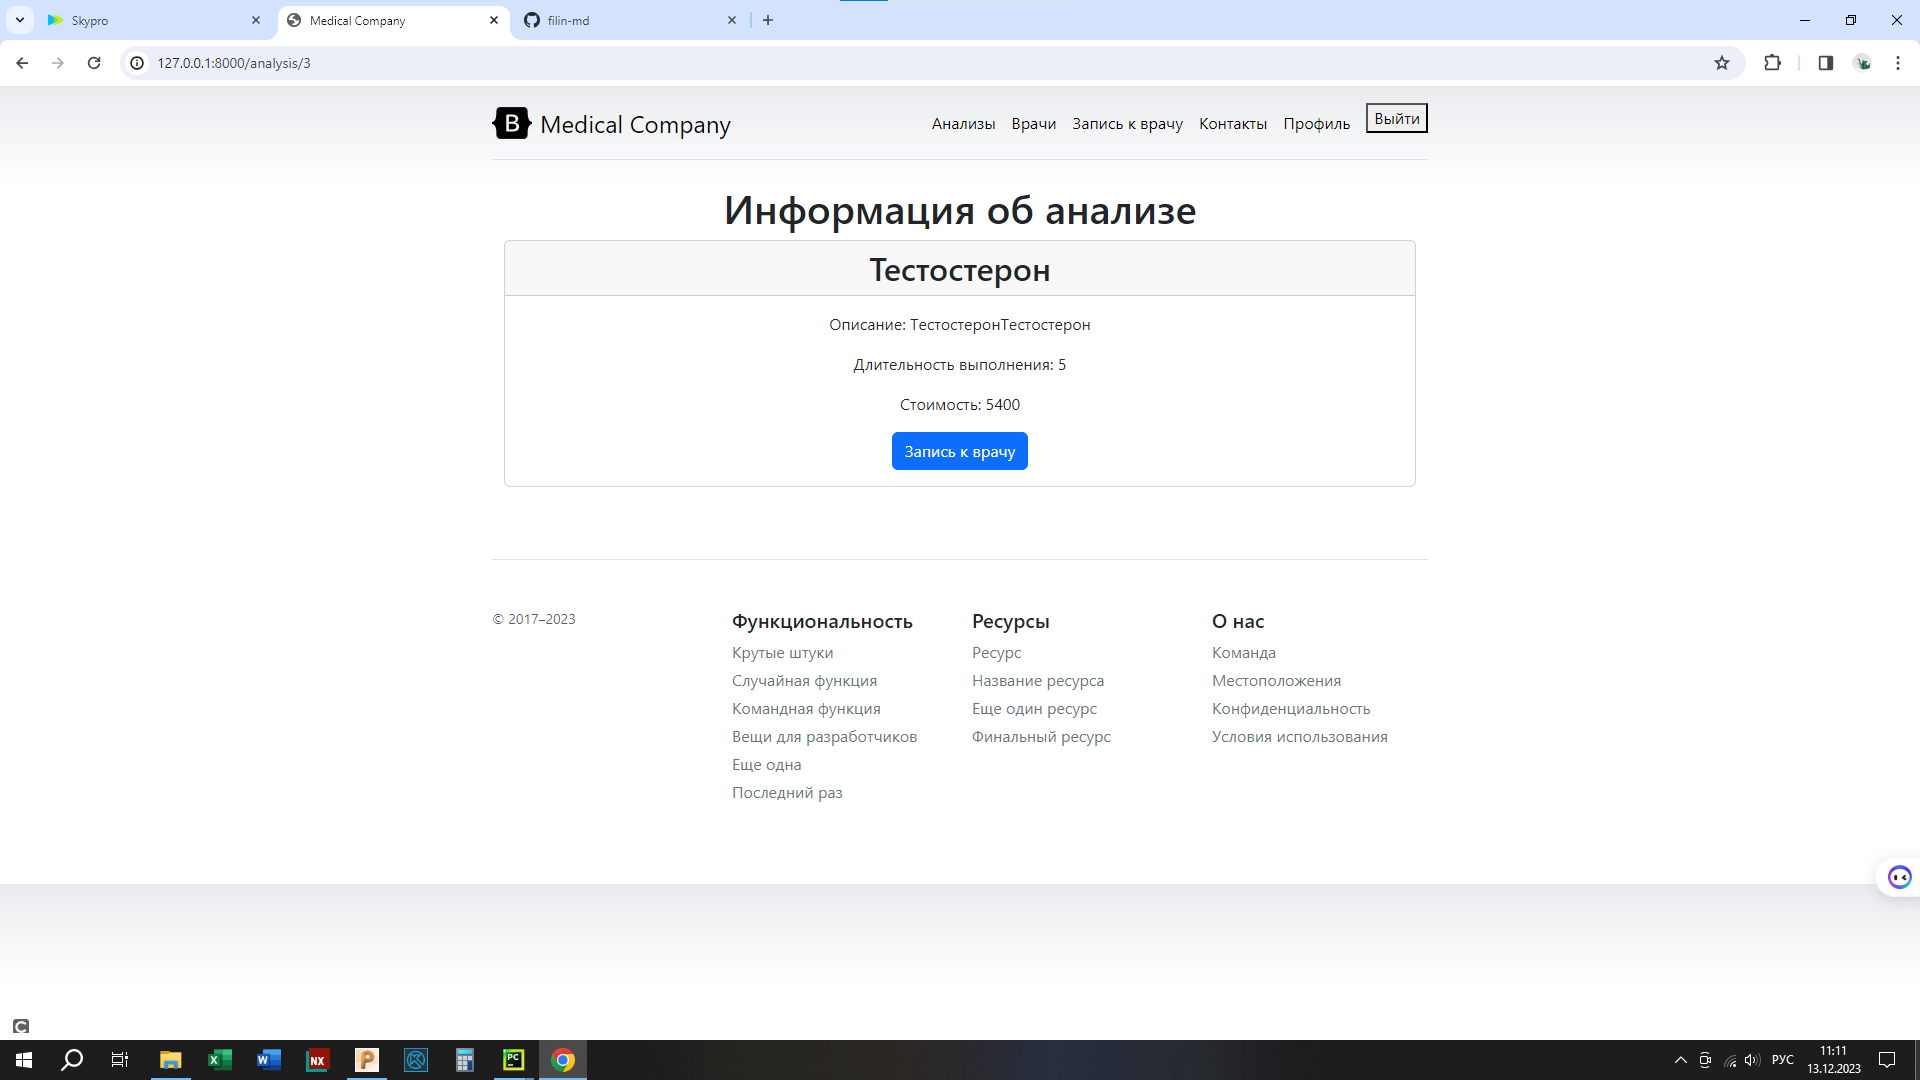 Skypro
Medical Company
filin-md
127.0.0.1:8000/analysis/3
B
Medical Company
Анализы
Врачи
Запись к врачу
Контакты
Профиль
Выйти
Информация об анализе
Тестостерон
Описание: ТестостеронТестостерон
Длительность выполнения: 5
Стоимость: 5400
Запись к врачу
© 2017–2023
Функциональность
Крутые штуки
Случайная функция
Командная функция
Вещи для разработчиков
Еще одна
Последний раз
Ресурсы
Ресурс
Название ресурса
Еще один ресурс
Финальный ресурс
О нас
Команда
Местоположения
Конфиденциальность
Условия использования
C
X
W
NX
P
K
PC
РУС
11:11
13.12.2023